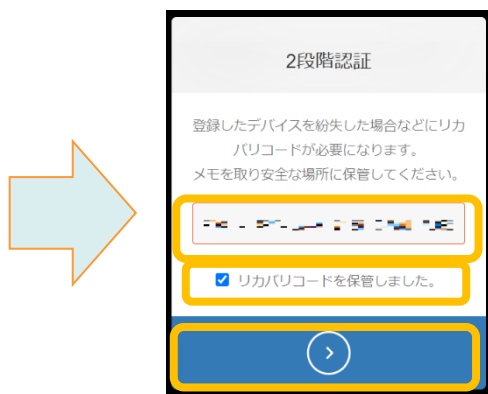 2段階認証
登録したデバイスを紛失した場合などにリカ
バリコードが必要になります。
メモを取り安全な場所に保管してください。
リカバリコードを保管しました。